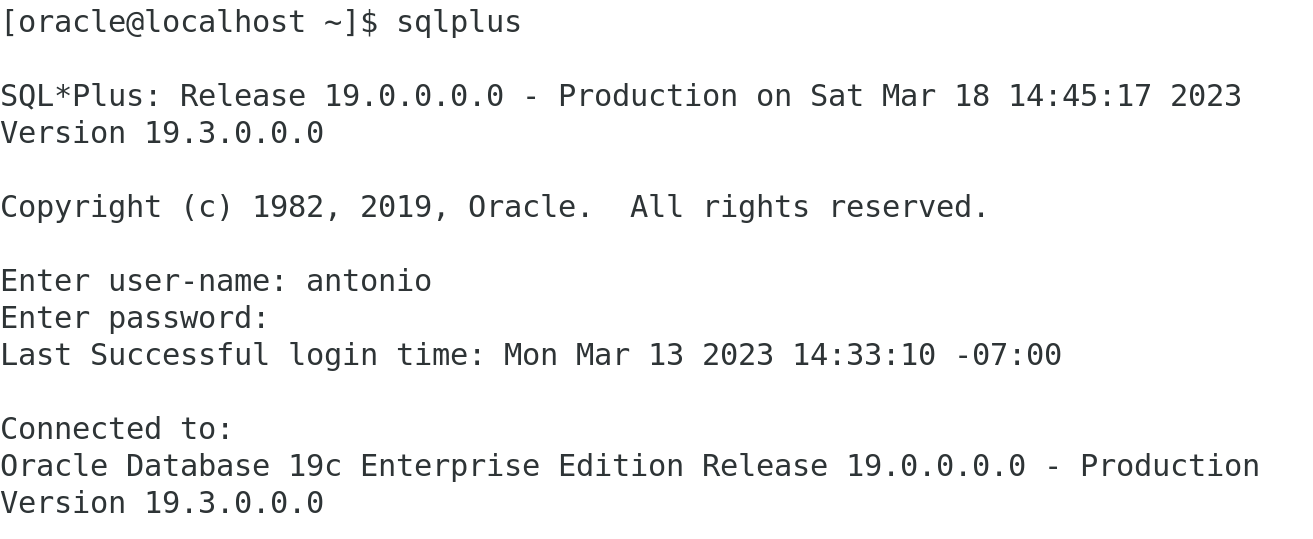 [oracle@localhost ~]$ sqlplus
SQL*Plus: Release 19.0.0.0.0 - Production on Sat Mar 18 14:45:17 2023
Version 19.3.0.0.0
Copyright (c) 1982, 2019, Oracle.  All rights reserved.
Enter user-name: antonio
Enter password:
Last Successful login time: Mon Mar 13 2023 14:33:10 -07:00
Connected to:
Oracle Database 19c Enterprise Edition Release 19.0.0.0.0 - Production
Version 19.3.0.0.0